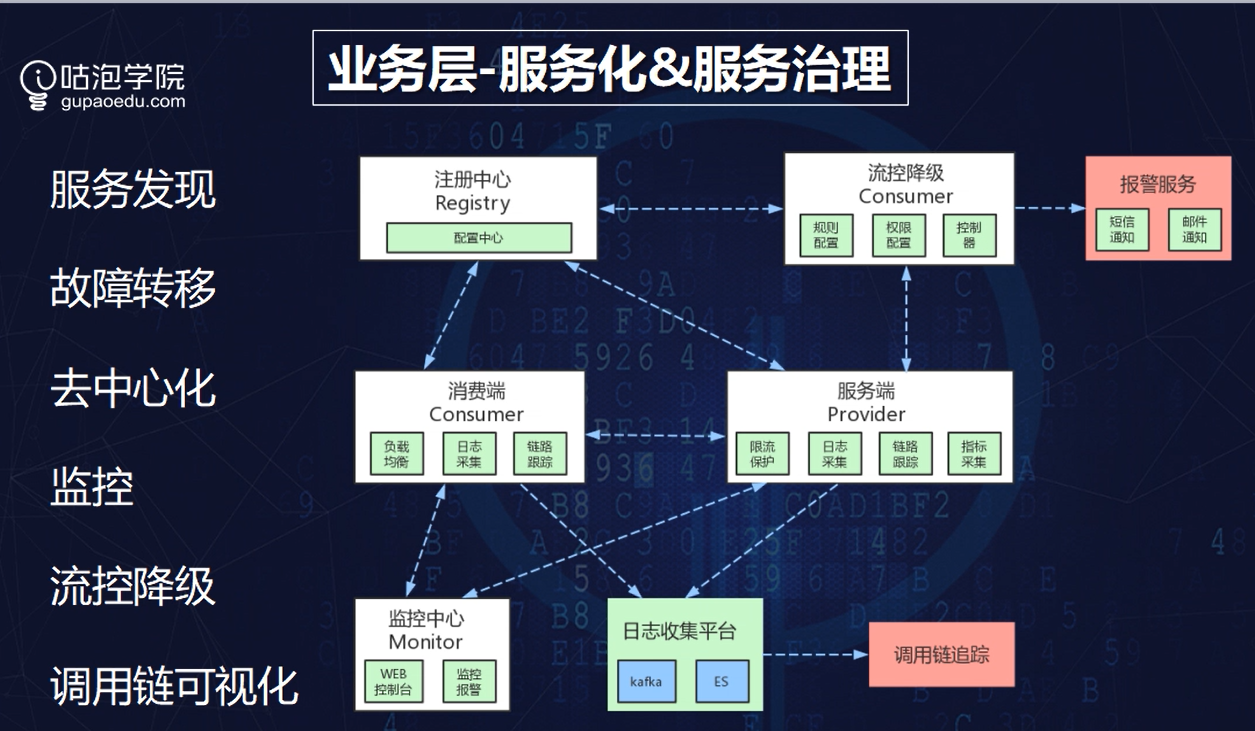 业务层-服务化&服务治理
咕泡学院
gupaoedu.com
服务发现
故障转移
去中心化
监控
流控降级
调用链可视化
注册中心
Registry
配置中心
流控降级
Consumer
规则
配置
权限
配置
控制
器
报警服务
短信
通知
邮件
通知
消费端
Consumer
负载
均衡
日志
采集
链路
跟踪
服务端
Provider
限流
保护
日志
采集
链路
跟踪
指标
采集
监控中心
Monitor
WEB
控制台
监控
报警
日志收集平台
kafka
ES
调用链追踪